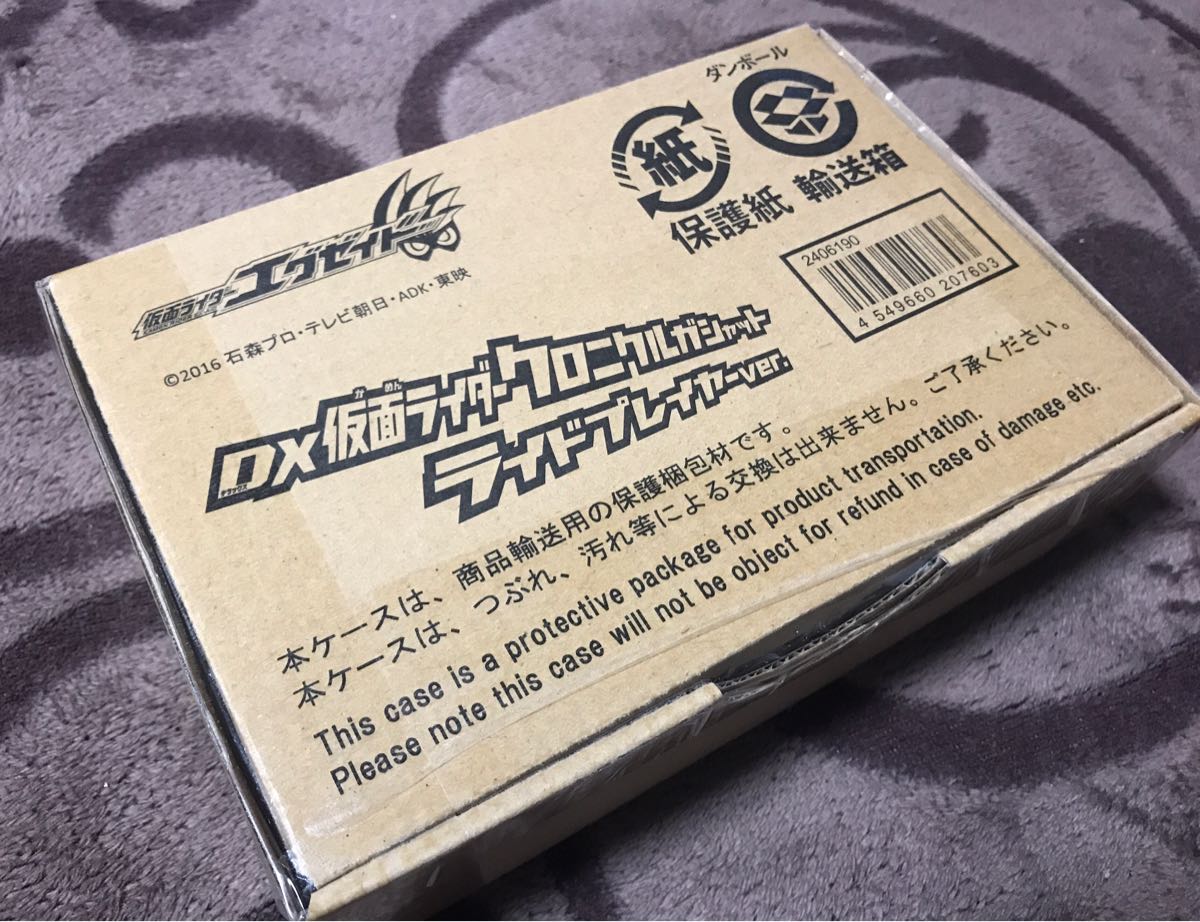 ダンボール
紙
保護紙 輸送箱
仮面ライダー
エグゼイド
©2016 石森プロ・テレビ朝日・ADK・東映
2406190
4 549660 207603
DX仮面ライダークロニクルガシャット
デラックス
かめん
ライドプレイヤーver.
本ケースは、商品輸送用の保護梱包材です。
本ケースは、つぶれ、汚れ等による交換は出来ません。ご了承ください。
This case is a protective package for product transportation.
Please note this case will not be object for refund in case of damage etc.